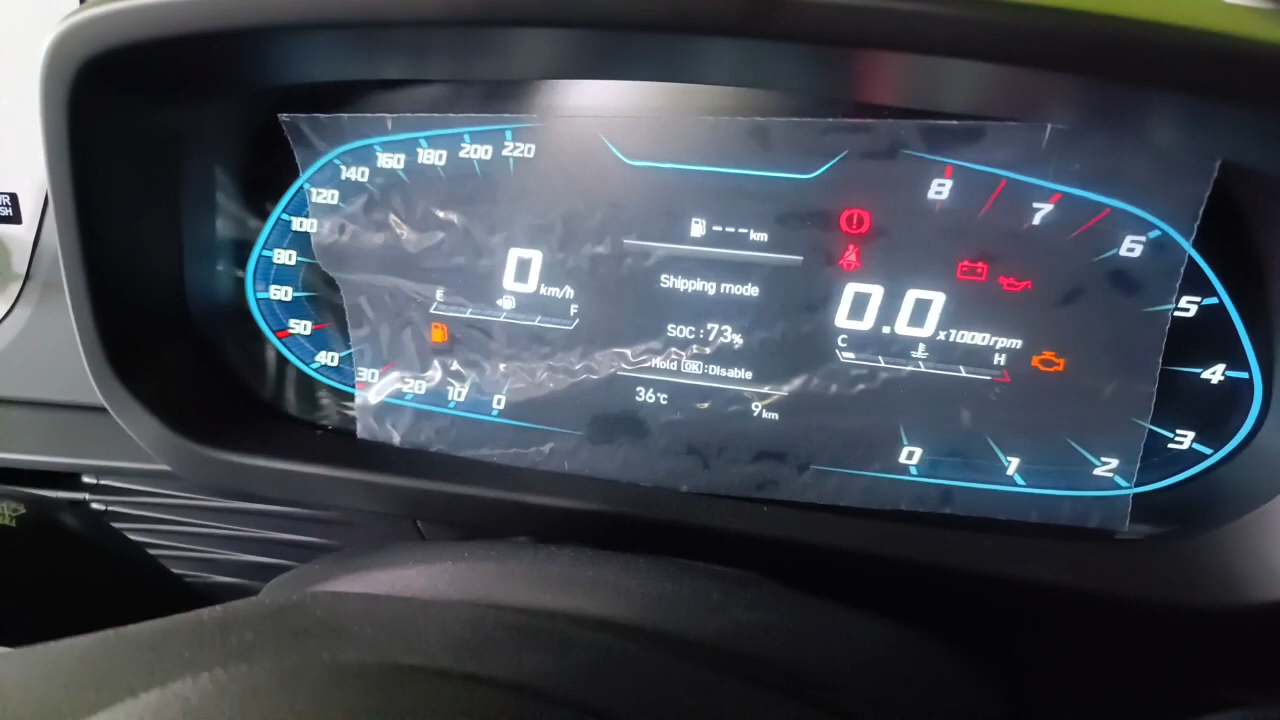 220
200
180
160
140
120
100
80
60
50
40
30
20
10
0
0 km/h
E F
--- km
Shipping mode
SOC : 73%
Hold OK :Disable
36°C 9 km
8
7
6
5
4
3
2
1
0
0.0 x1000rpm
C H